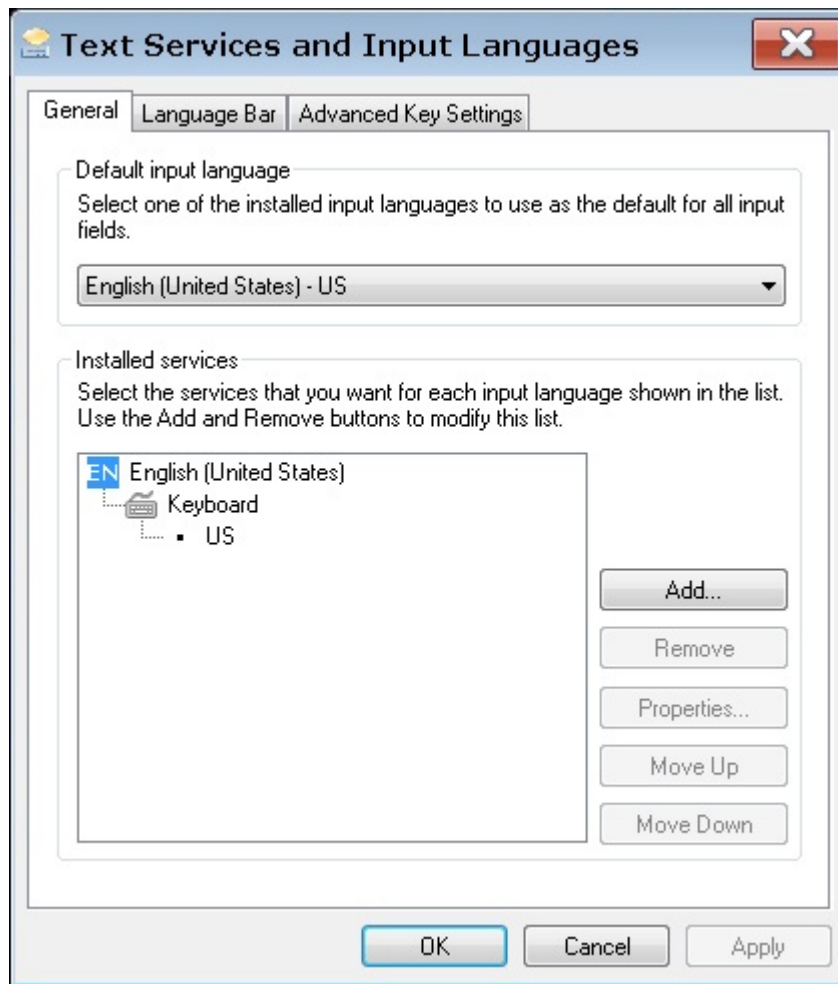 Text Services and Input Languages
General
Language Bar
Advanced Key Settings
Default input language
Select one of the installed input languages to use as the default for all input
fields.
English (United States) - US
Installed services
Select the services that you want for each input language shown in the list.
Use the Add and Remove buttons to modify this list.
EN English (United States)
Keyboard
US
Add...
Remove
Properties...
Move Up
Move Down
OK
Cancel
Apply